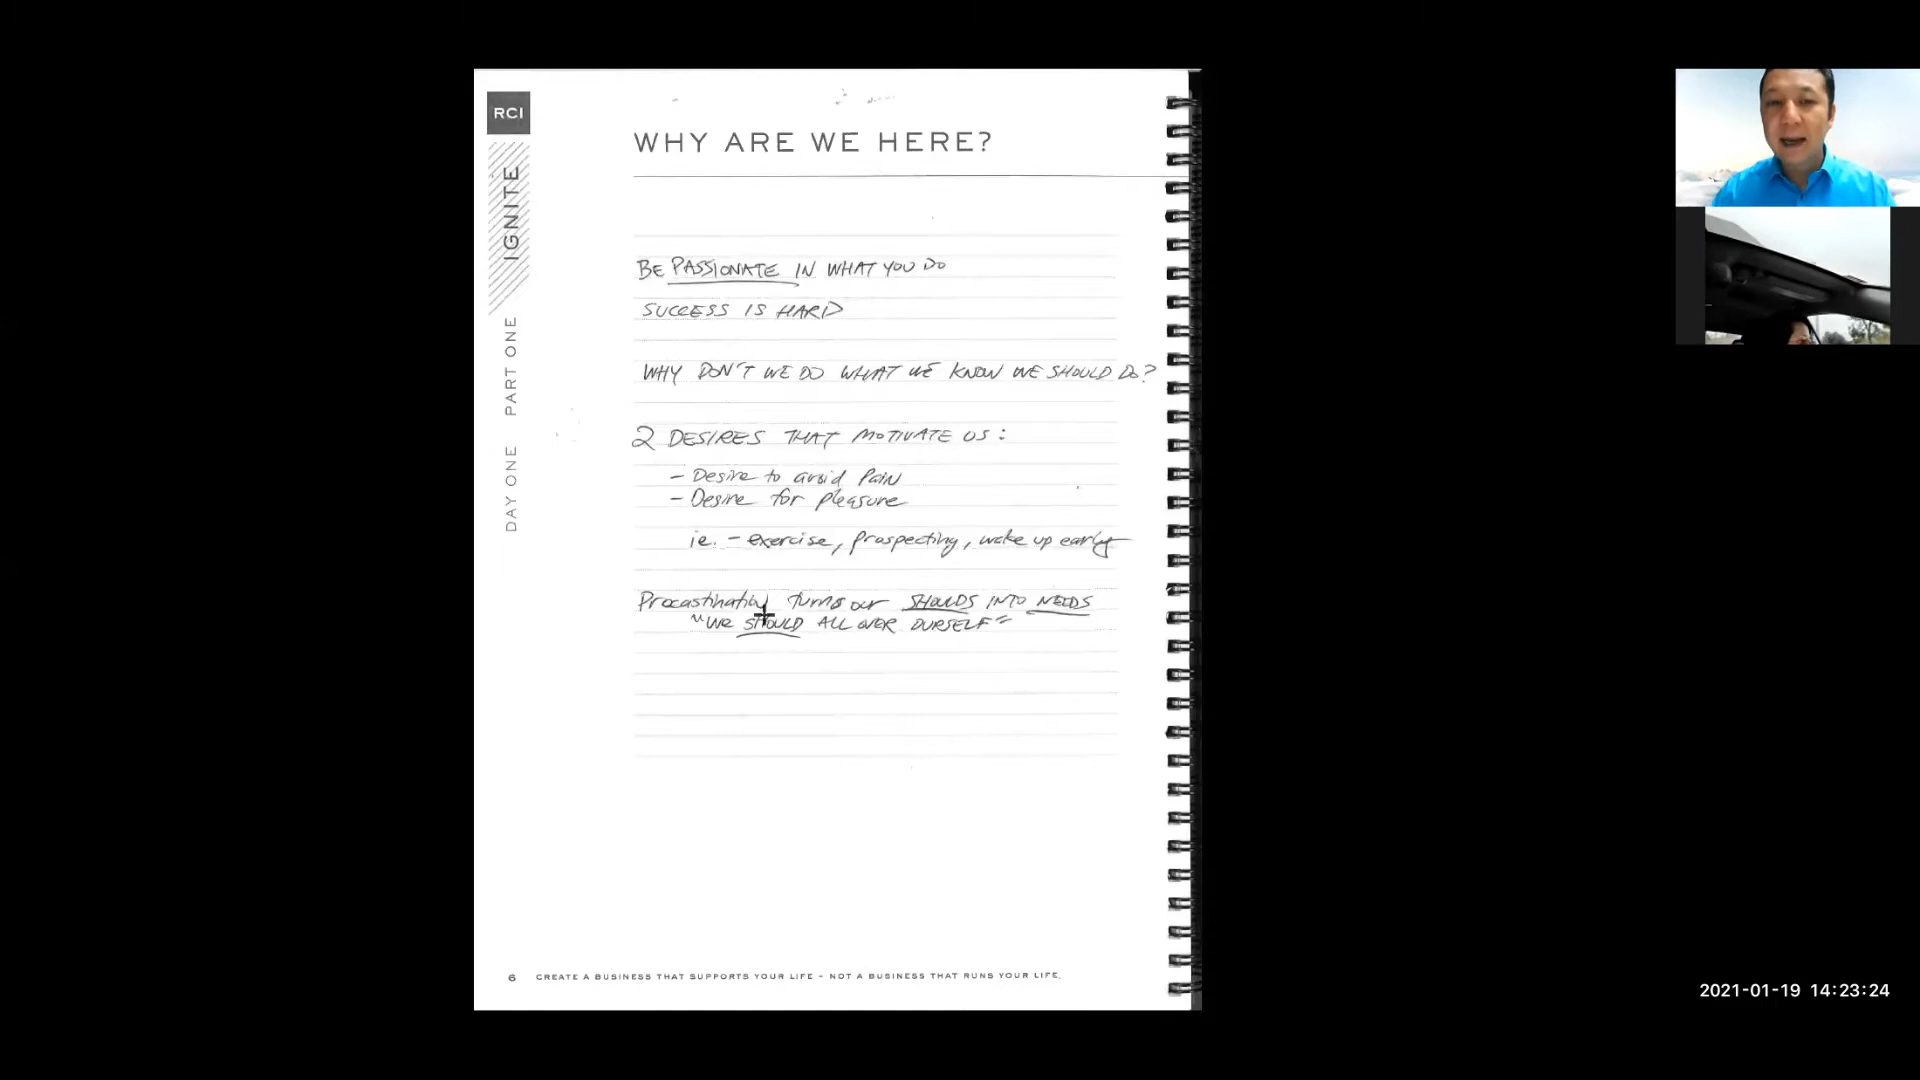 RCI
IGNITE
PART ONE
DAY ONE
WHY ARE WE HERE?
BE PASSIONATE IN WHAT YOU DO
SUCCESS IS HARD
WHY DON'T WE DO WHAT WE KNOW WE SHOULD DO?
2 DESIRES THAT MOTIVATE US:
- Desire to avoid Pain
- Desire for pleasure
ie. - exercise, prospecting, wake up early
Procastination turns our SHOULDS INTO NEEDS
"WE SHOULD ALL OVER OURSELF"
6 CREATE A BUSINESS THAT SUPPORTS YOUR LIFE – NOT A BUSINESS THAT RUNS YOUR LIFE.
2021-01-19 14:23:24